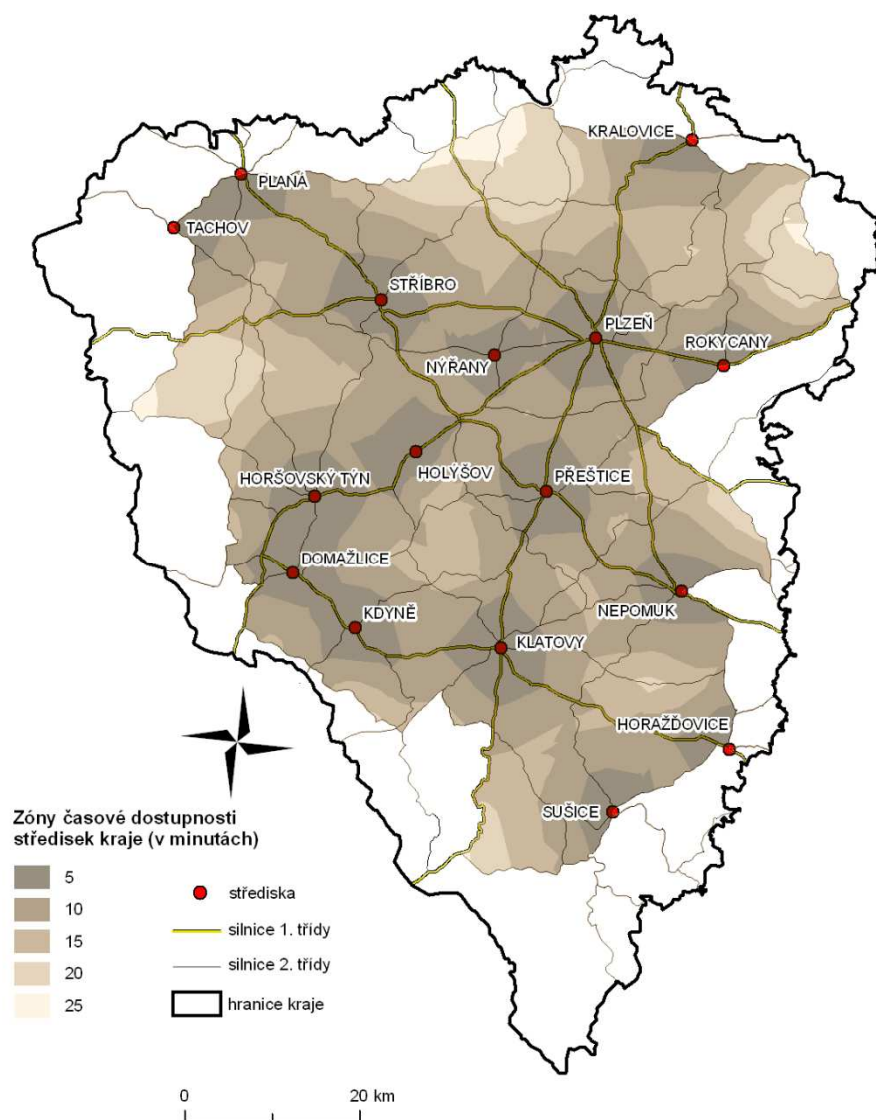 KRALOVICE
PLANÁ
TACHOV
STŘÍBRO
PLZEŇ
ROKYCANY
NÝŘANY
HOLÝŠOV
HORŠOVSKÝ TÝN
PŘEŠTICE
DOMAŽLICE
NEPOMUK
KDYNĚ
KLATOVY
HORAŽĎOVICE
SUŠICE
Zóny časové dostupnosti
středisek kraje (v minutách)
5
10
15
20
25
střediska
silnice 1. třídy
silnice 2. třídy
hranice kraje
0 20 km